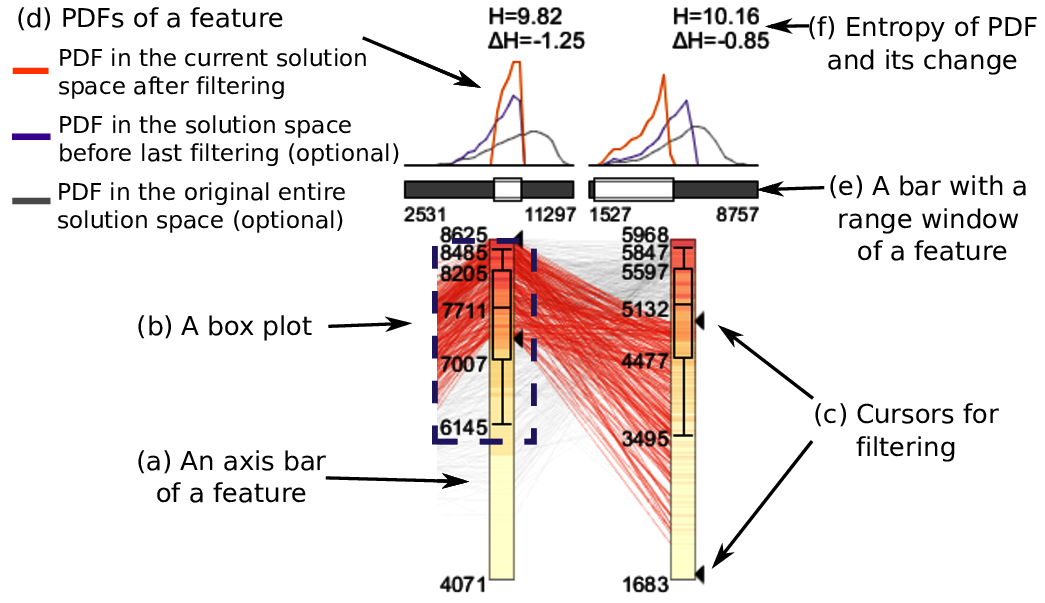 (d) PDFs of a feature
PDF in the current solution
space after filtering
PDF in the solution space
before last filtering (optional)
PDF in the original entire
solution space (optional)
H=9.82
ΔH=-1.25
H=10.16
ΔH=-0.85
(f) Entropy of PDF
and its change
2531
11297
1527
8757
(e) A bar with a
range window
of a feature
8625
8485
8205
7711
7007
6145
4071
5968
5847
5597
5132
4477
3495
1683
(b) A box plot
(a) An axis bar
of a feature
(c) Cursors for
filtering